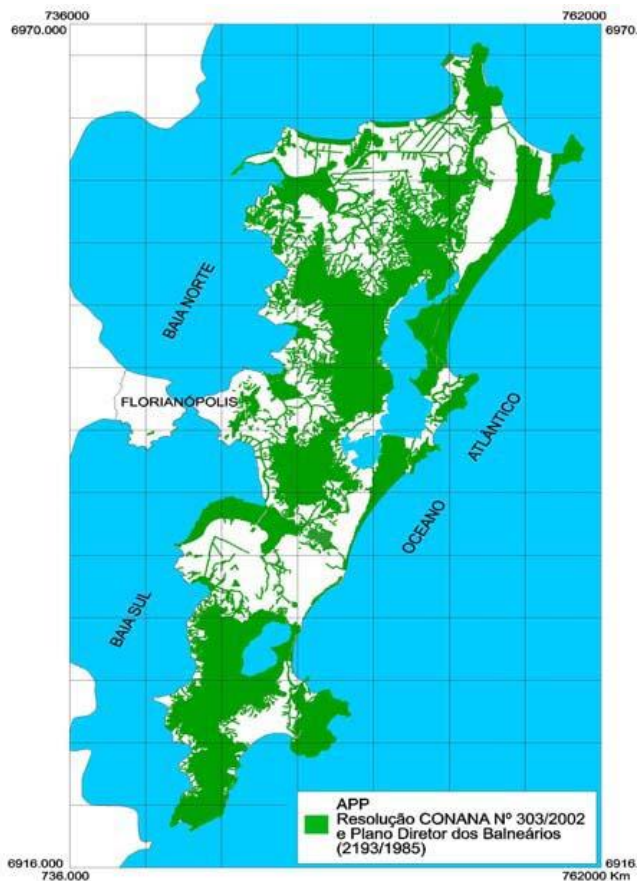 736000
762000
6970.000
6970.
BAIA NORTE
FLORIANÓPOLIS
ATLÂNTICO
OCEANO
BAIA SUL
APP
Resolução CONANA Nº 303/2002
e Plano Diretor dos Balneários
(2193/1985)
6916.000
6916.
736.000
762000 Km